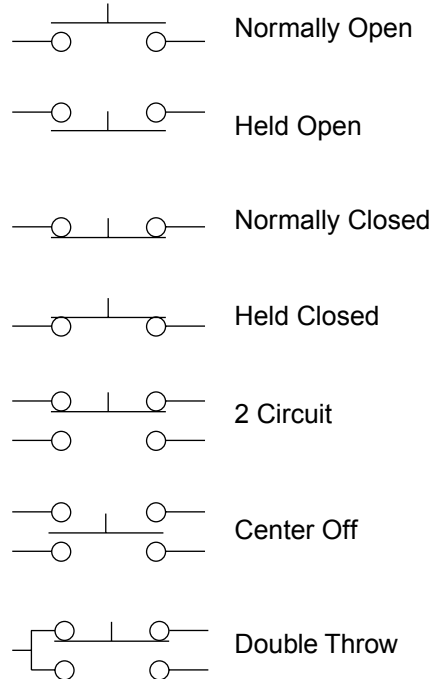 Normally Open
Held Open
Normally Closed
Held Closed
2 Circuit
Center Off
Double Throw